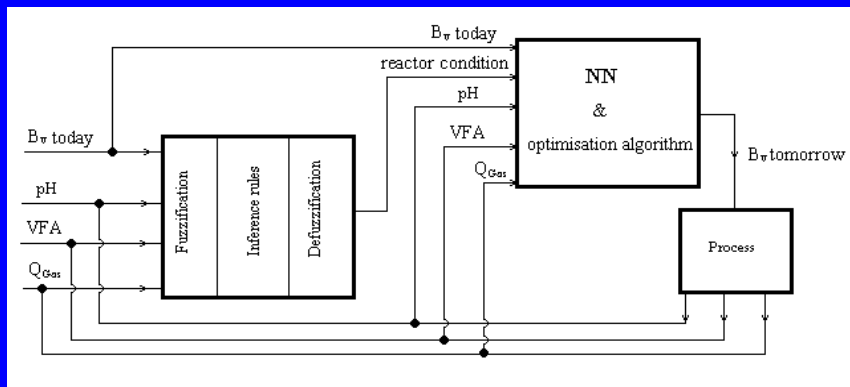 B_v today
reactor condition
pH
VFA
Q_Gas
NN
&
optimisation algorithm
B_v today
pH
VFA
Q_Gas
Fuzzification
Inference rules
Defuzzification
B_v tomorrow
Process